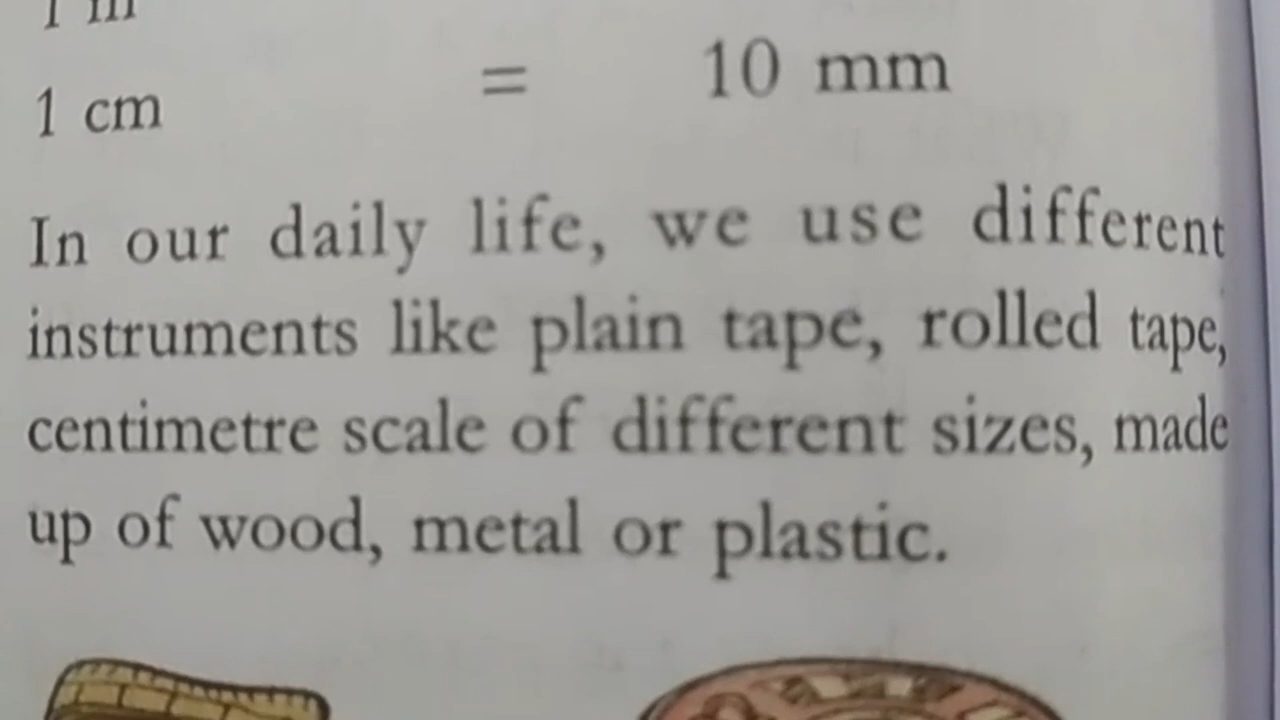 1 m
1 cm = 10 mm
In our daily life, we use different
instruments like plain tape, rolled tape,
centimetre scale of different sizes, made
up of wood, metal or plastic.